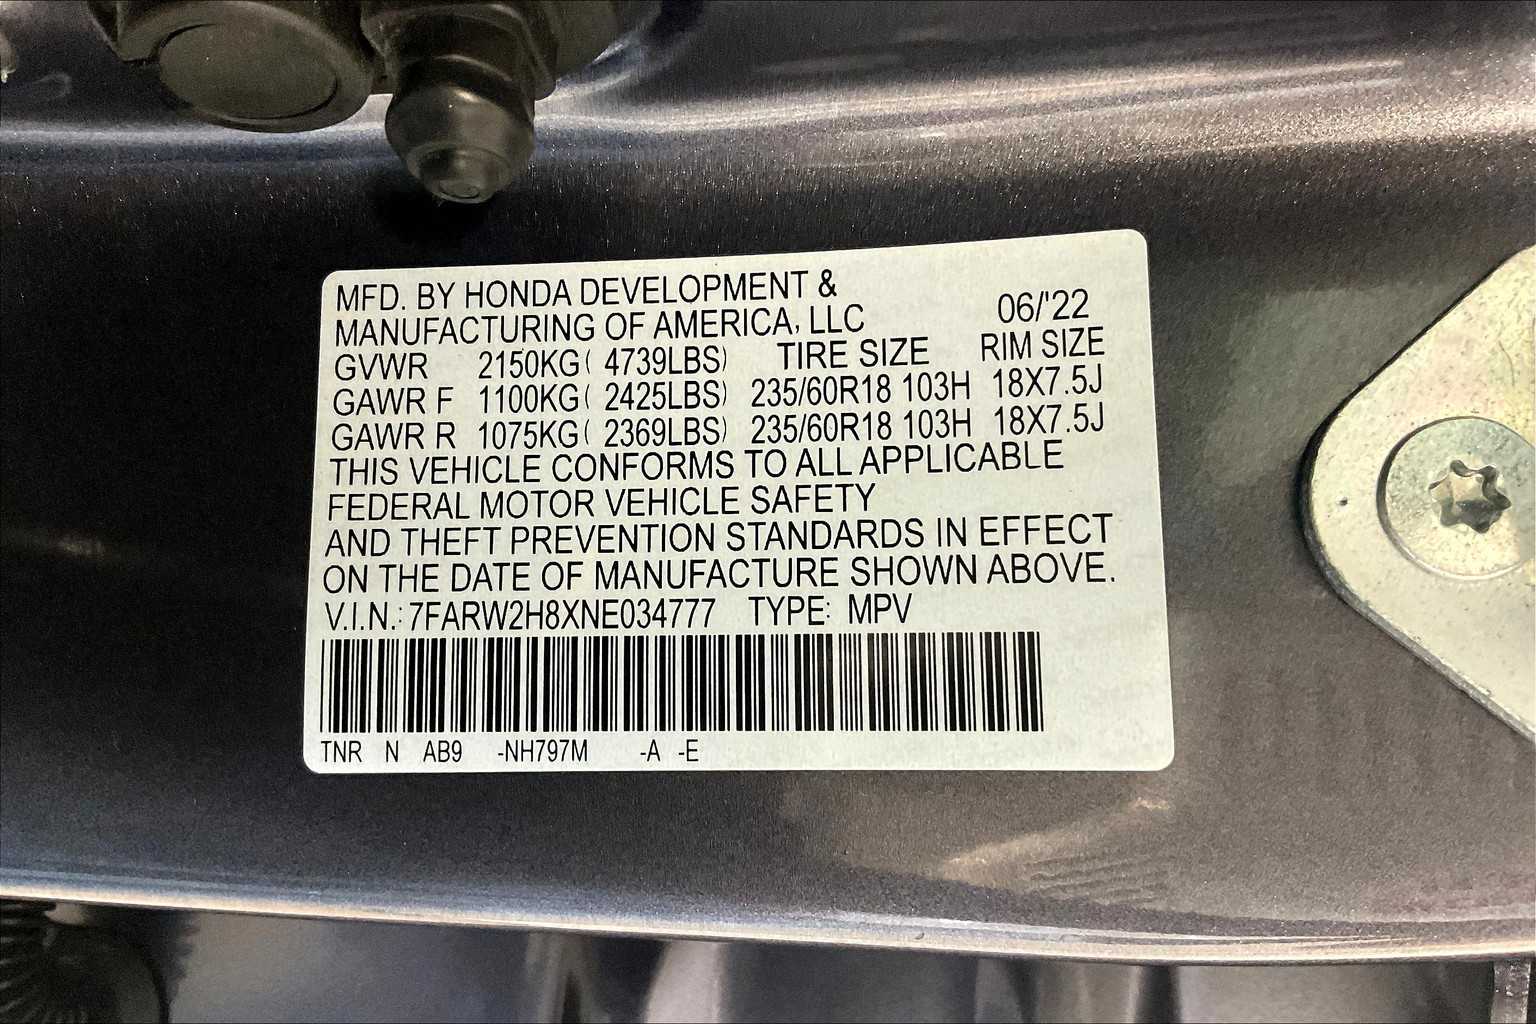 MFD. BY HONDA DEVELOPMENT &
MANUFACTURING OF AMERICA, LLC 06/'22
GVWR 2150KG( 4739LBS) TIRE SIZE RIM SIZE
GAWR F 1100KG( 2425LBS) 235/60R18 103H 18X7.5J
GAWR R 1075KG( 2369LBS) 235/60R18 103H 18X7.5J
THIS VEHICLE CONFORMS TO ALL APPLICABLE
FEDERAL MOTOR VEHICLE SAFETY
AND THEFT PREVENTION STANDARDS IN EFFECT
ON THE DATE OF MANUFACTURE SHOWN ABOVE.
V.I.N.: 7FARW2H8XNE034777 TYPE: MPV
TNR N AB9 -NH797M -A -E